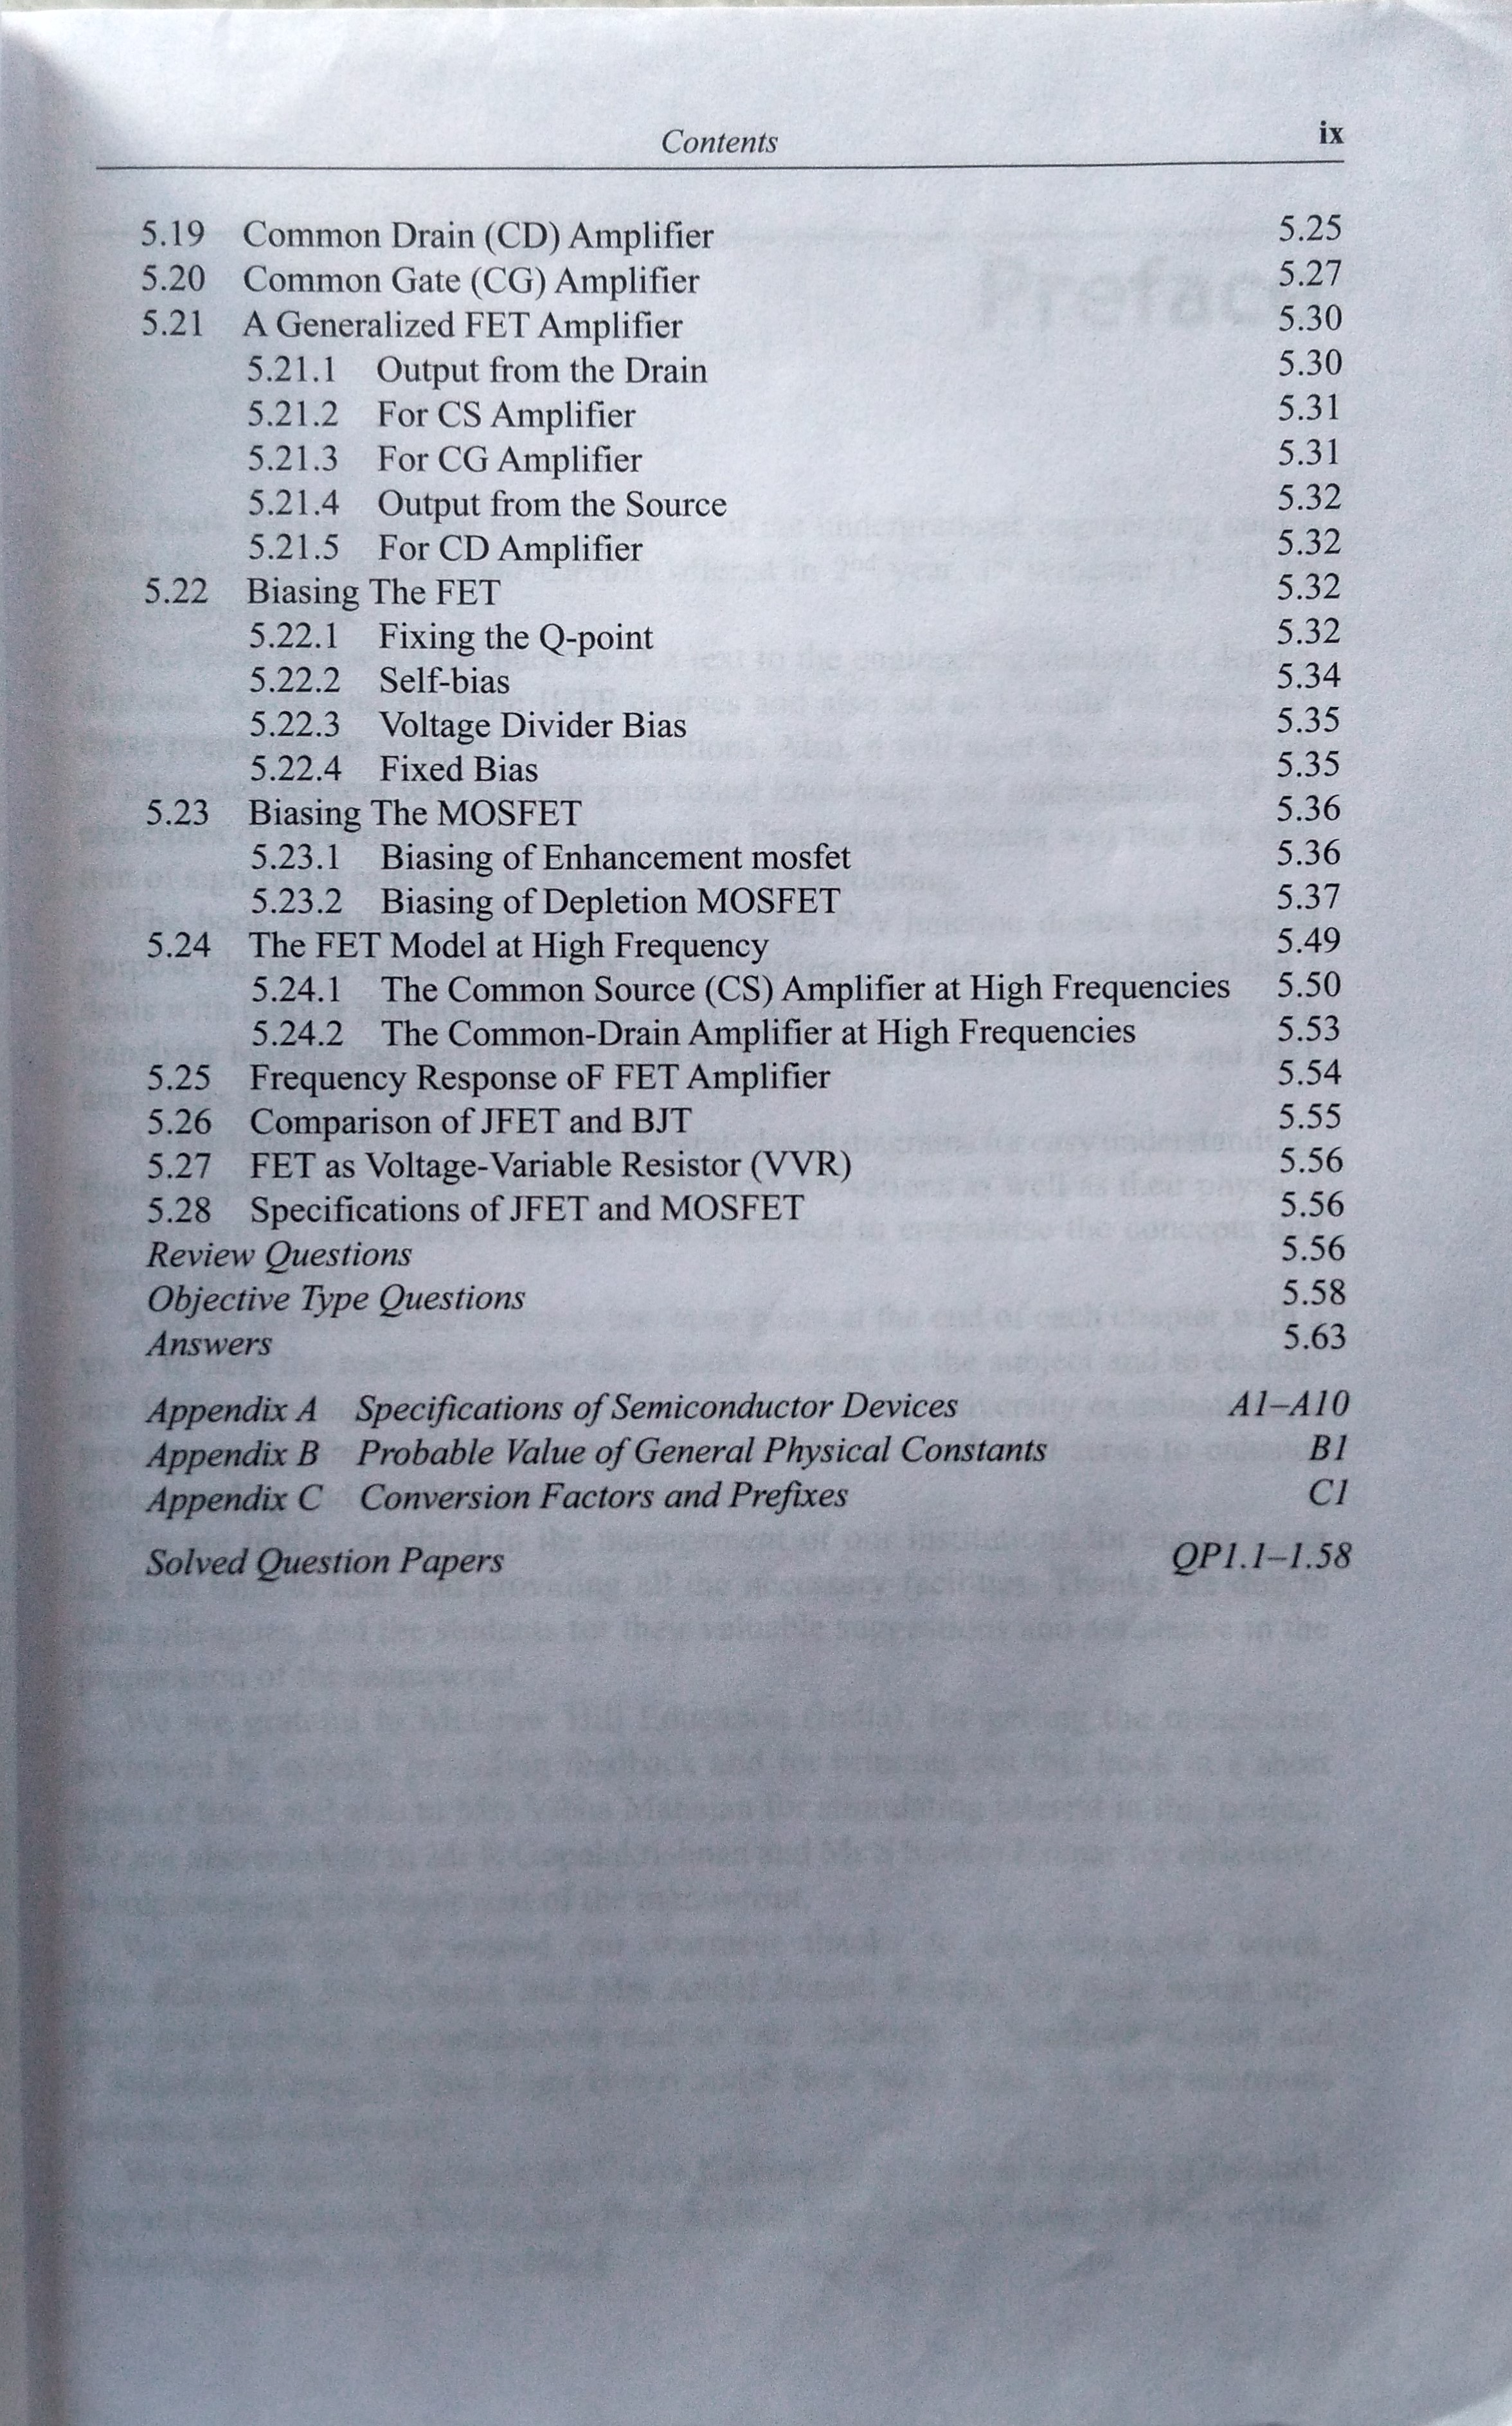 Contents ix
5.19 Common Drain (CD) Amplifier 5.25
5.20 Common Gate (CG) Amplifier 5.27
5.21 A Generalized FET Amplifier 5.30
5.21.1 Output from the Drain 5.30
5.21.2 For CS Amplifier 5.31
5.21.3 For CG Amplifier 5.31
5.21.4 Output from the Source 5.32
5.21.5 For CD Amplifier 5.32
5.22 Biasing The FET 5.32
5.22.1 Fixing the Q-point 5.32
5.22.2 Self-bias 5.34
5.22.3 Voltage Divider Bias 5.35
5.22.4 Fixed Bias 5.35
5.23 Biasing The MOSFET 5.36
5.23.1 Biasing of Enhancement mosfet 5.36
5.23.2 Biasing of Depletion MOSFET 5.37
5.24 The FET Model at High Frequency 5.49
5.24.1 The Common Source (CS) Amplifier at High Frequencies 5.50
5.24.2 The Common-Drain Amplifier at High Frequencies 5.53
5.25 Frequency Response oF FET Amplifier 5.54
5.26 Comparison of JFET and BJT 5.55
5.27 FET as Voltage-Variable Resistor (VVR) 5.56
5.28 Specifications of JFET and MOSFET 5.56
Review Questions 5.56
Objective Type Questions 5.58
Answers 5.63
Appendix A Specifications of Semiconductor Devices A1–A10
Appendix B Probable Value of General Physical Constants B1
Appendix C Conversion Factors and Prefixes C1
Solved Question Papers QP1.1–1.58